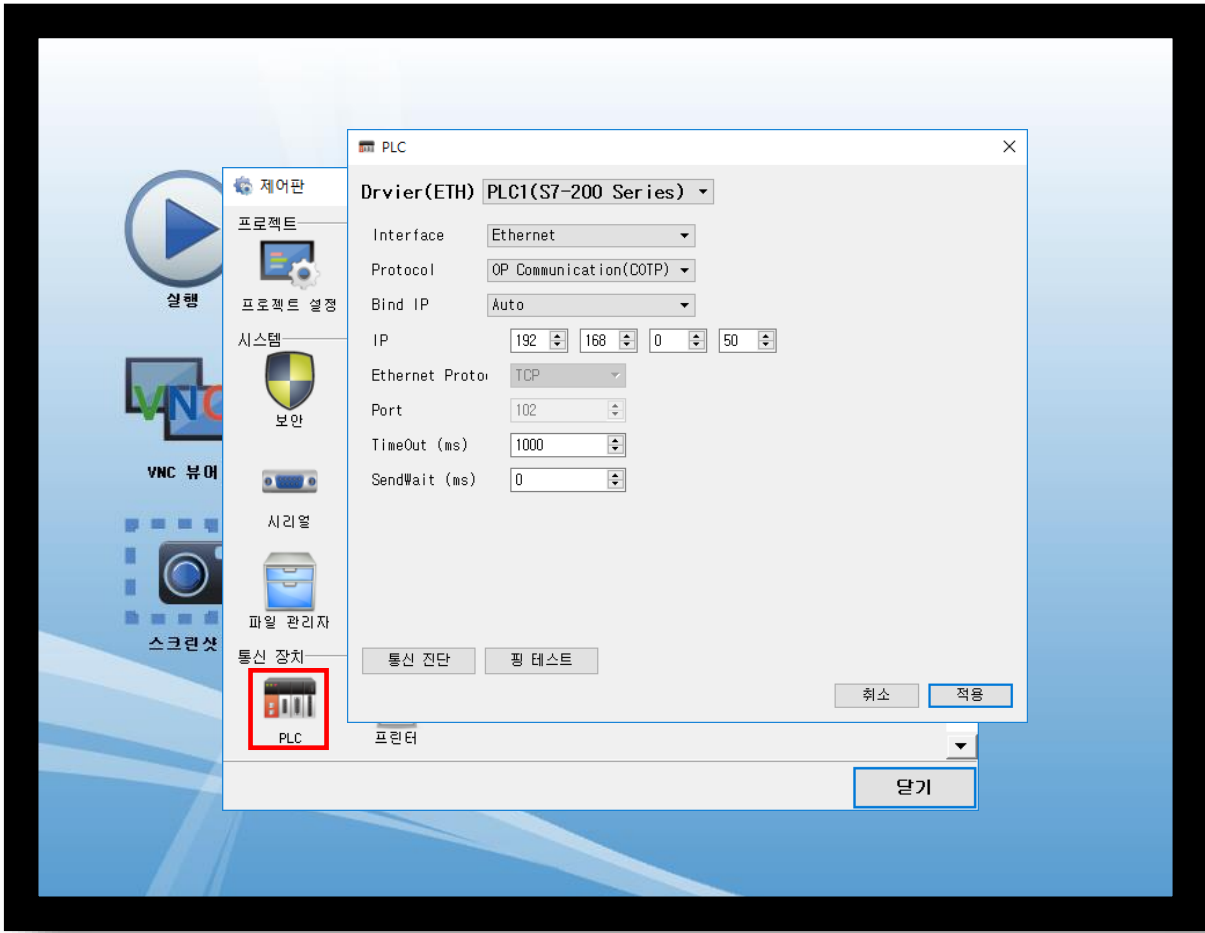 PLC
제어판
Drvier(ETH) PLC1(S7-200 Series)
프로젝트
Interface Ethernet
Protocol OP Communication(COTP)
실행
프로젝트 설정
Bind IP Auto
시스템
IP 192 168 0 50
Ethernet Proto
TCP
Port 102
보안
TimeOut (ms) 1000
VNC
VNC 뷰어
SendWait (ms) 0
시리얼
파일 관리자
스크린샷
통신 장치
통신 진단 핑 테스트
취소 적용
PLC
프린터
닫기